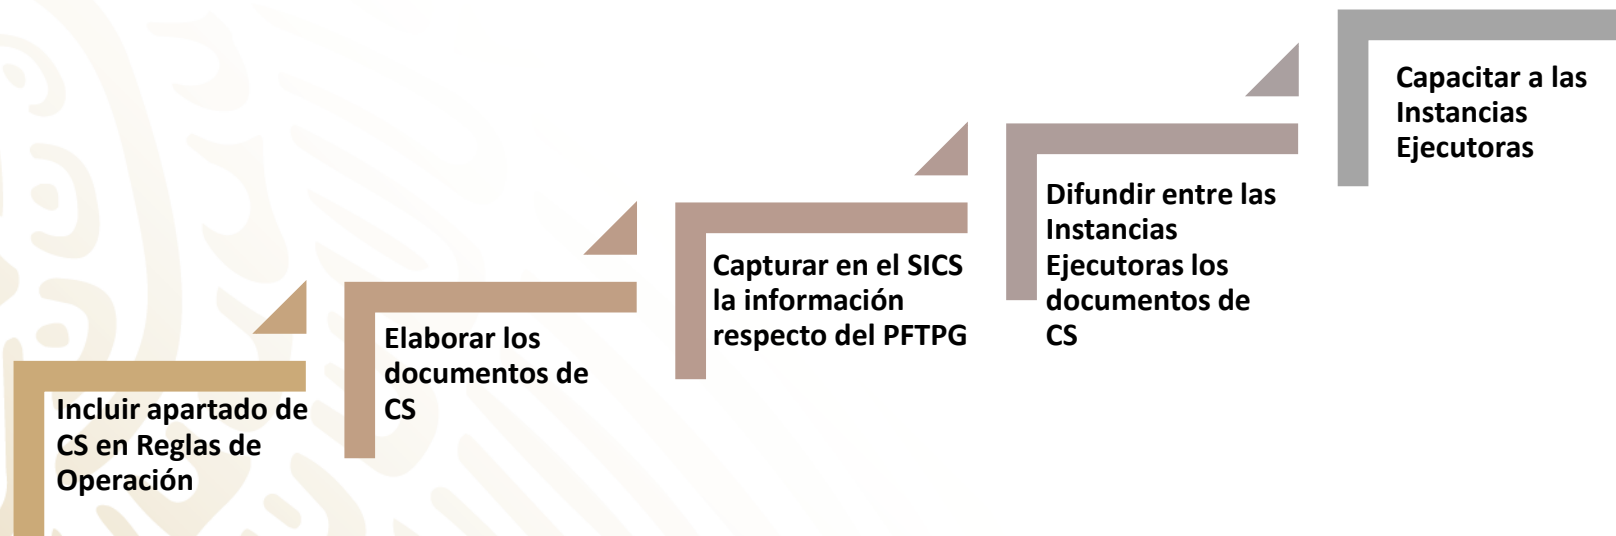 Incluir apartado de
CS en Reglas de
Operación
Elaborar los
documentos de
CS
Capturar en el SICS
la información
respecto del PFTPG
Difundir entre las
Instancias
Ejecutoras los
documentos de
CS
Capacitar a las
Instancias
Ejecutoras